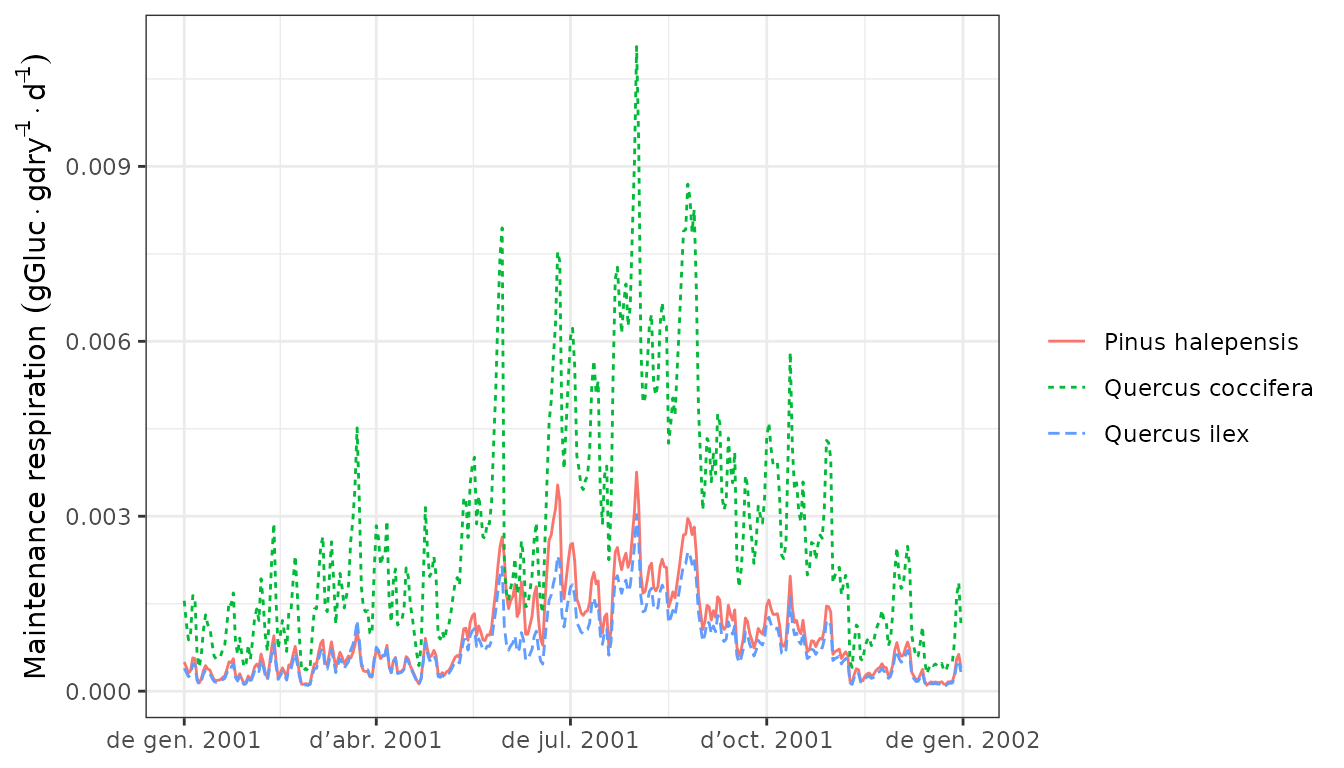 Maintenance respiration (gGluc · gdry⁻¹ · d⁻¹)
0.009
0.006
0.003
0.000
de gen. 2001
d’abr. 2001
de jul. 2001
d’oct. 2001
de gen. 2002
Pinus halepensis
Quercus coccifera
Quercus ilex